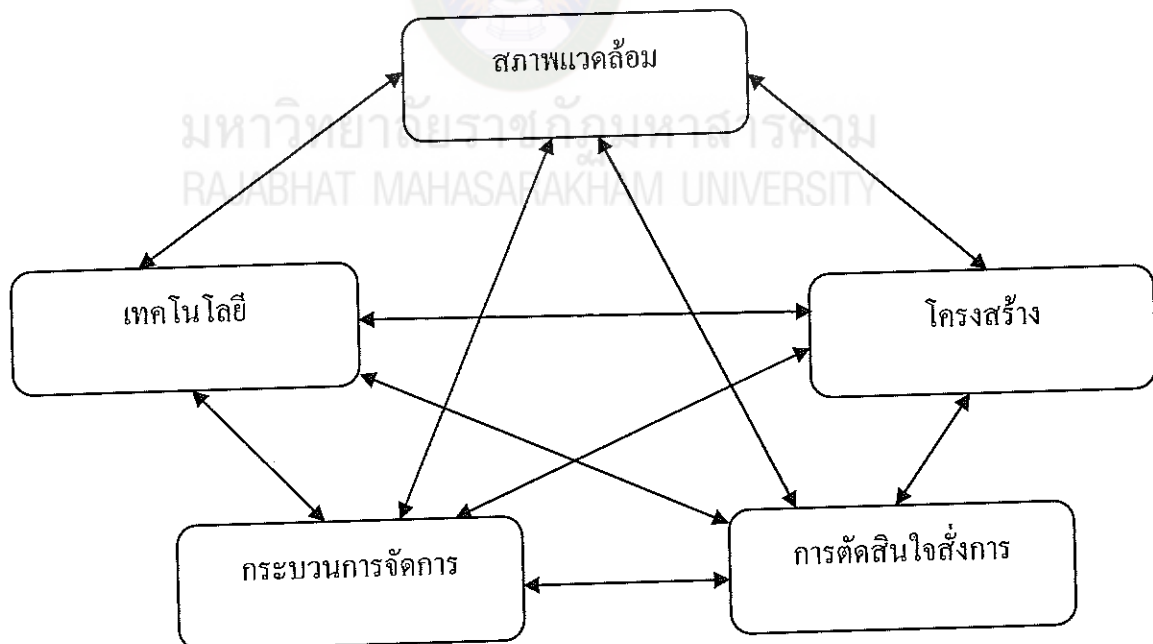 สภาพแวดล้อม
มหาวิทยาลัยราชภัฏมหาสารคาม
RAJABHAT MAHASARAKHAM UNIVERSITY
เทคโนโลยี
โครงสร้าง
กระบวนการจัดการ
การตัดสินใจสั่งการ